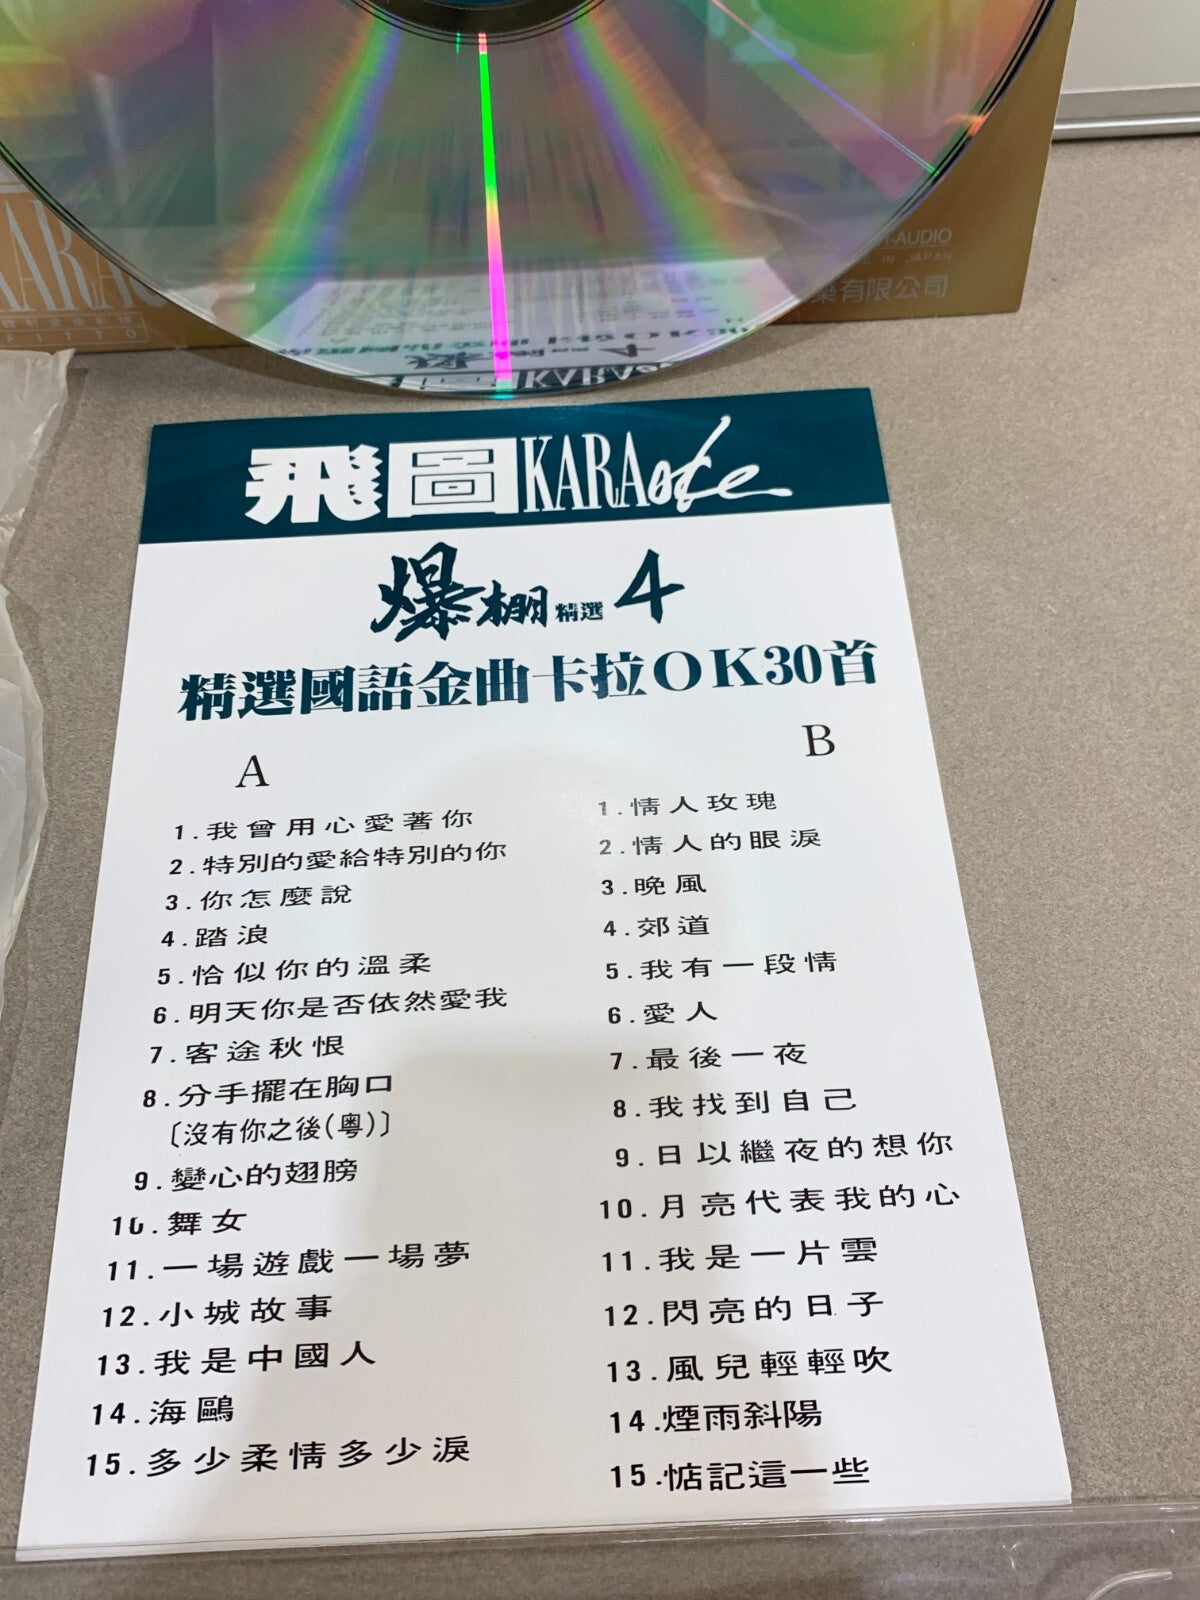 AUDIO
IN JAPAN
有限公司
飛圖KARAoke
爆棚精選4
精選國語金曲卡拉OK30首
A
1.我曾用心愛著你
2.特別的愛給特別的你
3.你怎麼說
4.踏浪
5.恰似你的溫柔
6.明天你是否依然愛我
7.客途秋恨
8.分手擺在胸口
〔沒有你之後(粵)〕
9.變心的翅膀
10.舞女
11.一場遊戲一場夢
12.小城故事
13.我是中國人
14.海鷗
15.多少柔情多少淚
B
1.情人玫瑰
2.情人的眼淚
3.晚風
4.郊道
5.我有一段情
6.愛人
7.最後一夜
8.我找到自己
9.日以繼夜的想你
10.月亮代表我的心
11.我是一片雲
12.閃亮的日子
13.風兒輕輕吹
14.煙雨斜陽
15.惦記這一些